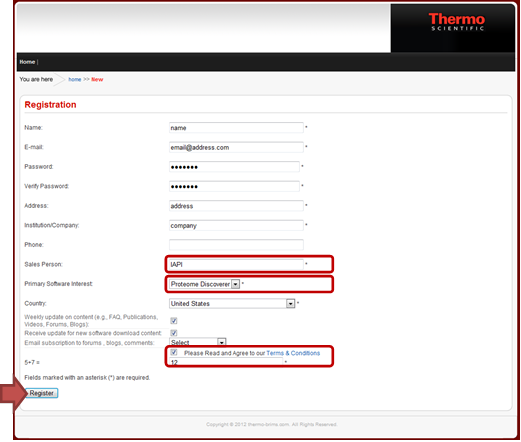 Thermo
SCIENTIFIC
Home |
You are here home >> New
Registration
Name: name *
E-mail: email@address.com *
Password: ●●●●●●● *
Verify Password: ●●●●●●● *
Address: address *
Institution/Company: company *
Phone:
Sales Person: IAPI *
Primary Software Interest: Proteome Discoverer *
Country: United States *
Weekly update on content (e.g., FAQ, Publications,
Videos, Forums, Blogs):
Receive update for new software download content:
Email subscription to forums , blogs, comments: Select
Please Read and Agree to our Terms & Conditions
5+7 = 12 *
Fields marked with an asterisk (*) are required.
Register
Copyright © 2012 thermo-brims.com. All Rights Reserved.